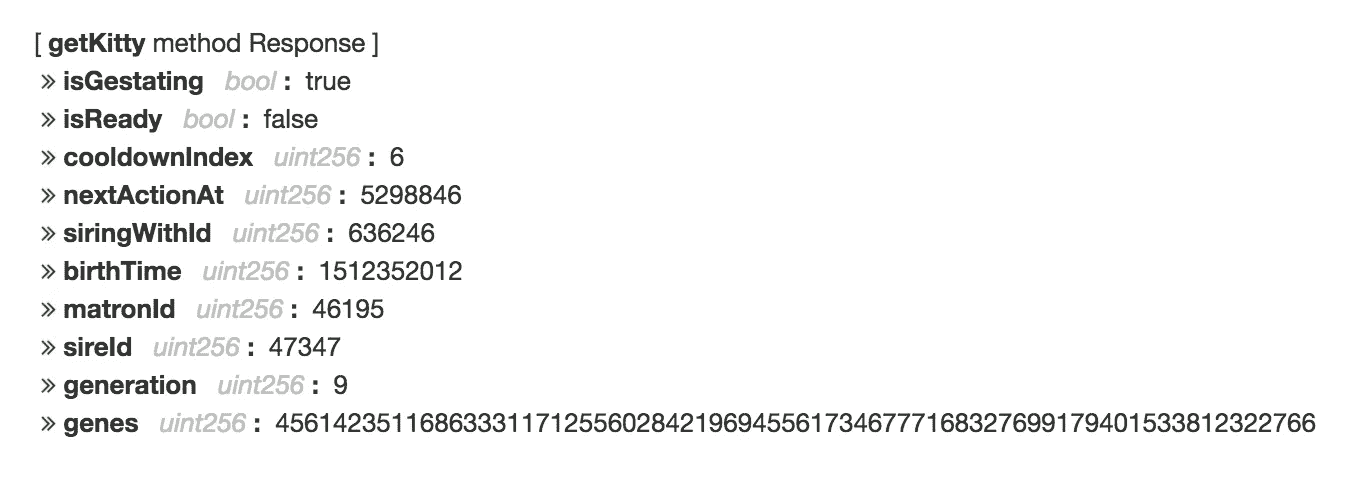 [ getKitty method Response ]
» isGestating bool : true
» isReady bool : false
» cooldownIndex uint256 : 6
» nextActionAt uint256 : 5298846
» siringWithId uint256 : 636246
» birthTime uint256 : 1512352012
» matronId uint256 : 46195
» sireId uint256 : 47347
» generation uint256 : 9
» genes uint256 : 456142351168633311712556028421969455617346777168327699179401533812322766